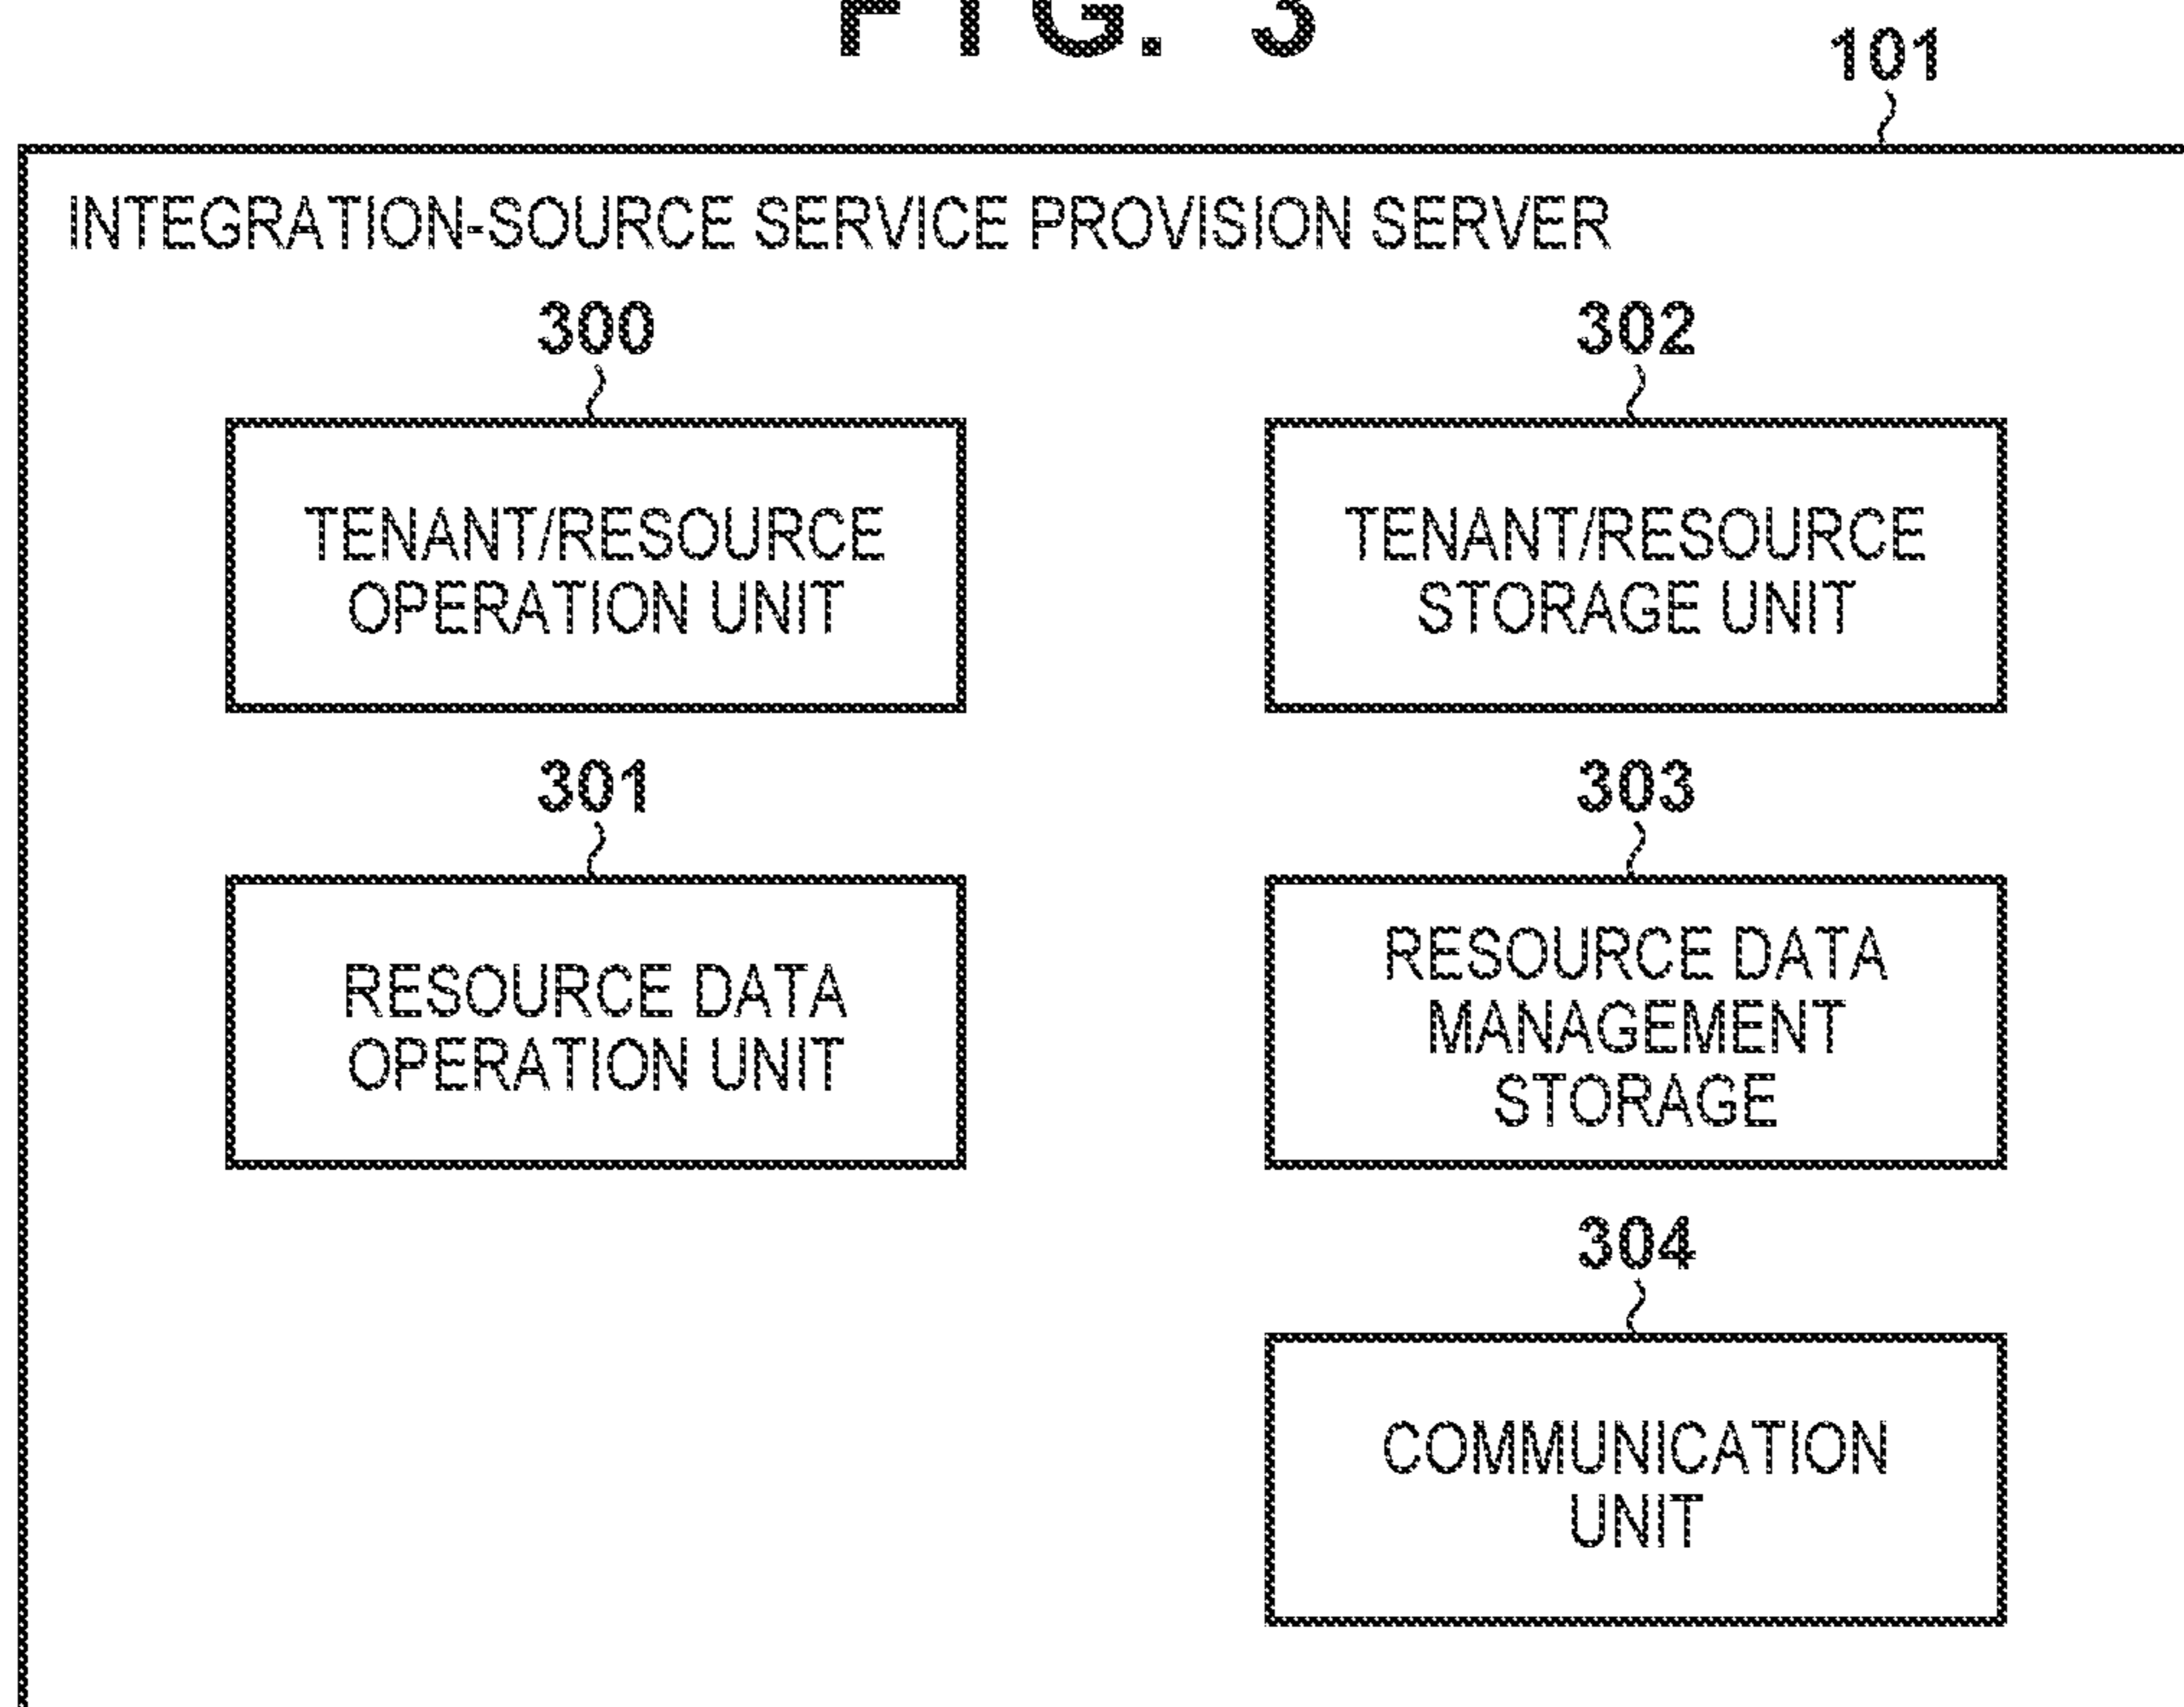 FIG. 3
101
INTEGRATION-SOURCE SERVICE PROVISION SERVER
300
TENANT/RESOURCE
OPERATION UNIT
302
TENANT/RESOURCE
STORAGE UNIT
301
RESOURCE DATA
OPERATION UNIT
303
RESOURCE DATA
MANAGEMENT
STORAGE
304
COMMUNICATION
UNIT